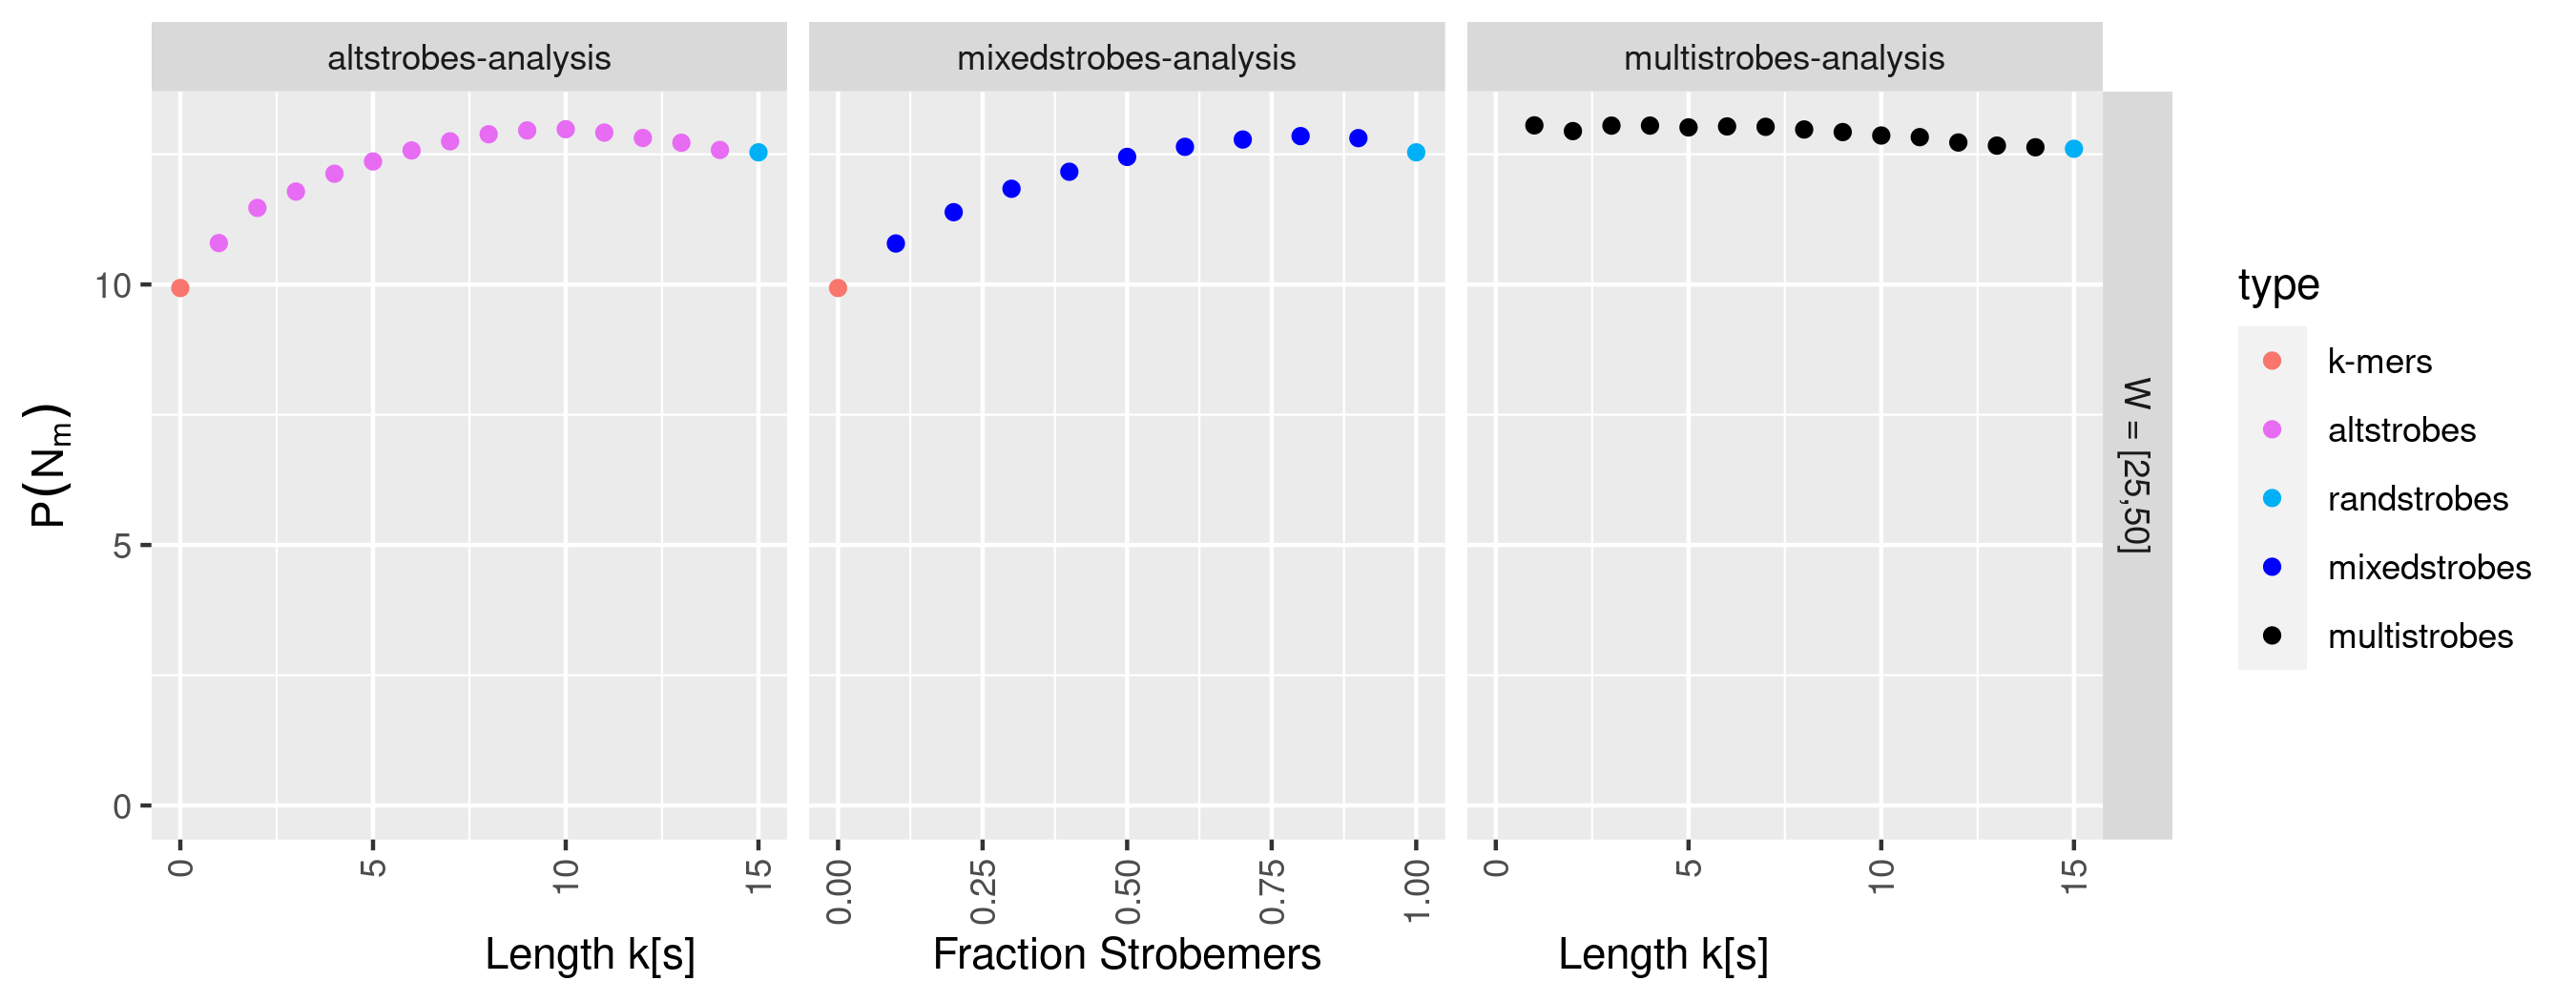 altstrobes-analysis
mixedstrobes-analysis
multistrobes-analysis
P(Nm)
10
5
0
W = [25,50]
0
5
10
15
0.00
0.25
0.50
0.75
1.00
0
5
10
15
Length k[s]
Fraction Strobemers
Length k[s]
type
k-mers
altstrobes
randstrobes
mixedstrobes
multistrobes